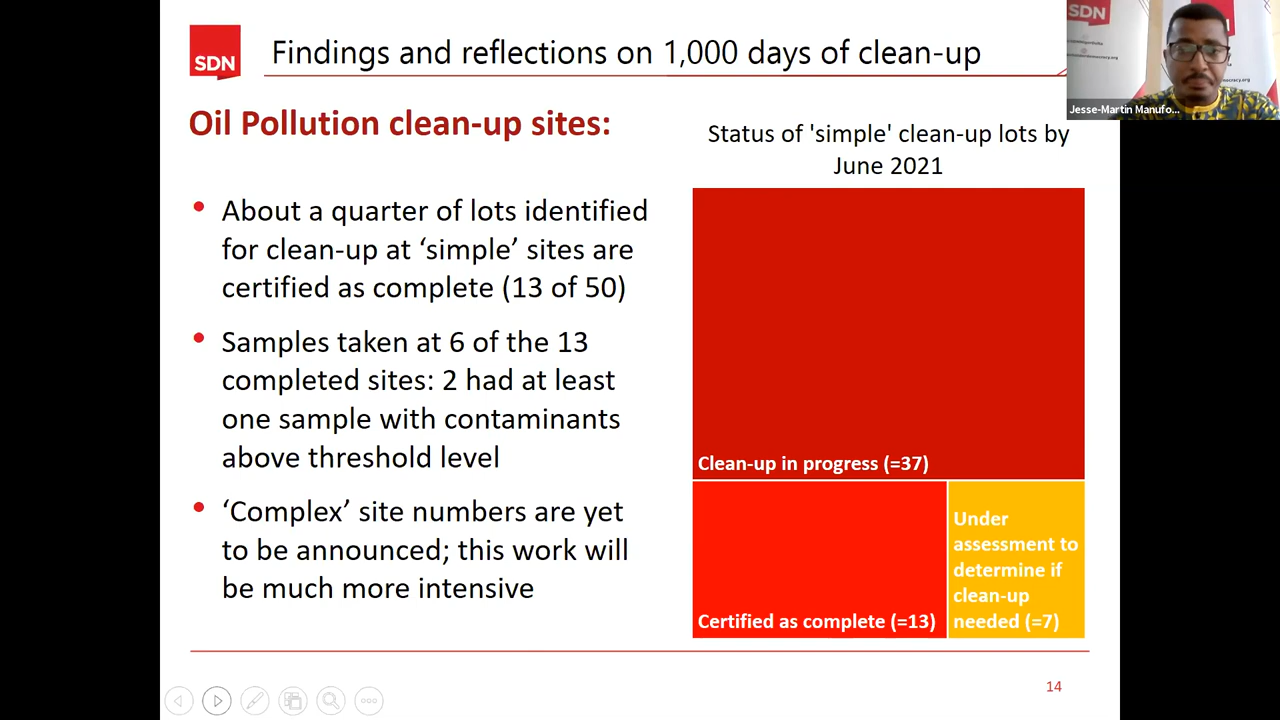 SDN
Findings and reflections on 1,000 days of clean-up
Oil Pollution clean-up sites:
• About a quarter of lots identified
for clean-up at ‘simple’ sites are
certified as complete (13 of 50)
• Samples taken at 6 of the 13
completed sites: 2 had at least
one sample with contaminants
above threshold level
• ‘Complex’ site numbers are yet
to be announced; this work will
be much more intensive
Status of 'simple' clean-up lots by
June 2021
Clean-up in progress (=37)
Certified as complete (=13)
Under
assessment to
determine if
clean-up
needed (=7)
14
SDN
Jesse-Martin Manufo...